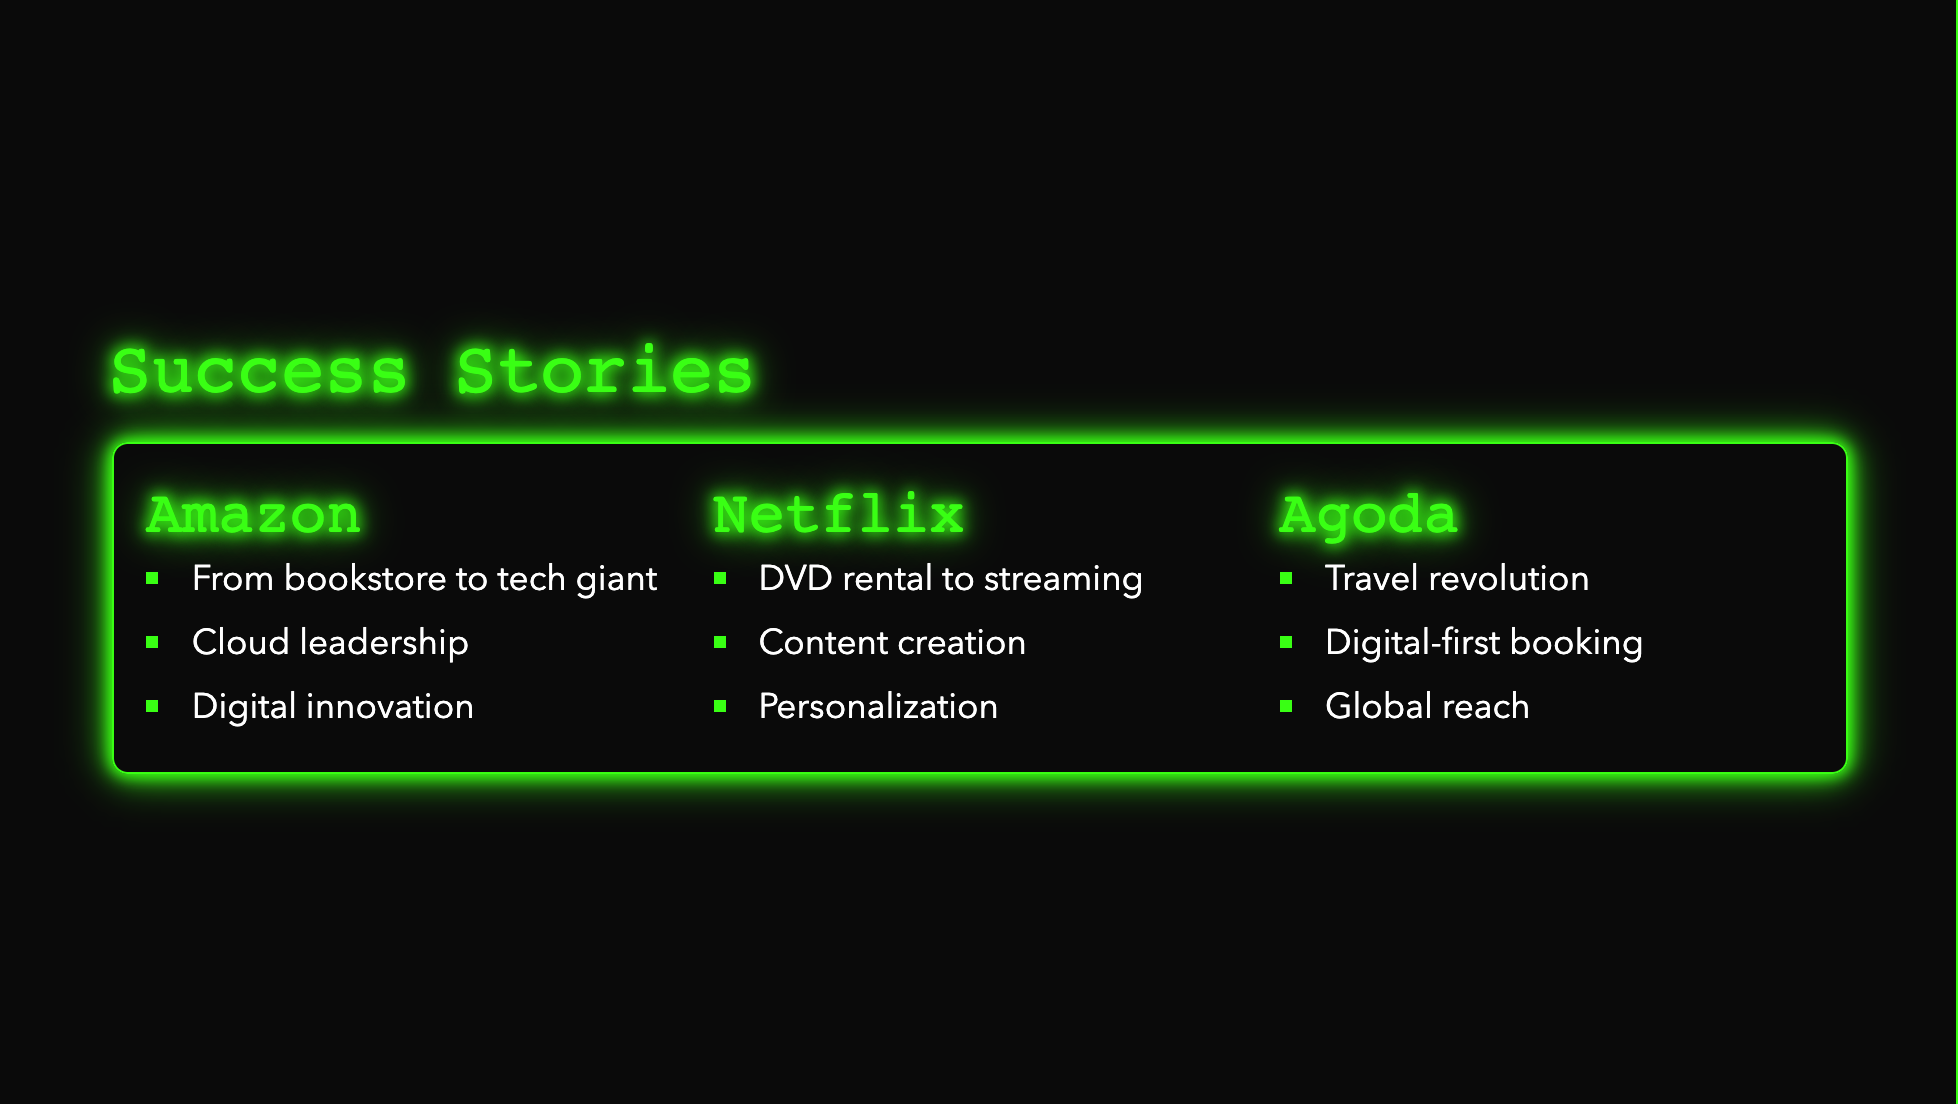 Success Stories
Amazon
From bookstore to tech giant
Cloud leadership
Digital innovation
Netflix
DVD rental to streaming
Content creation
Personalization
Agoda
Travel revolution
Digital-first booking
Global reach